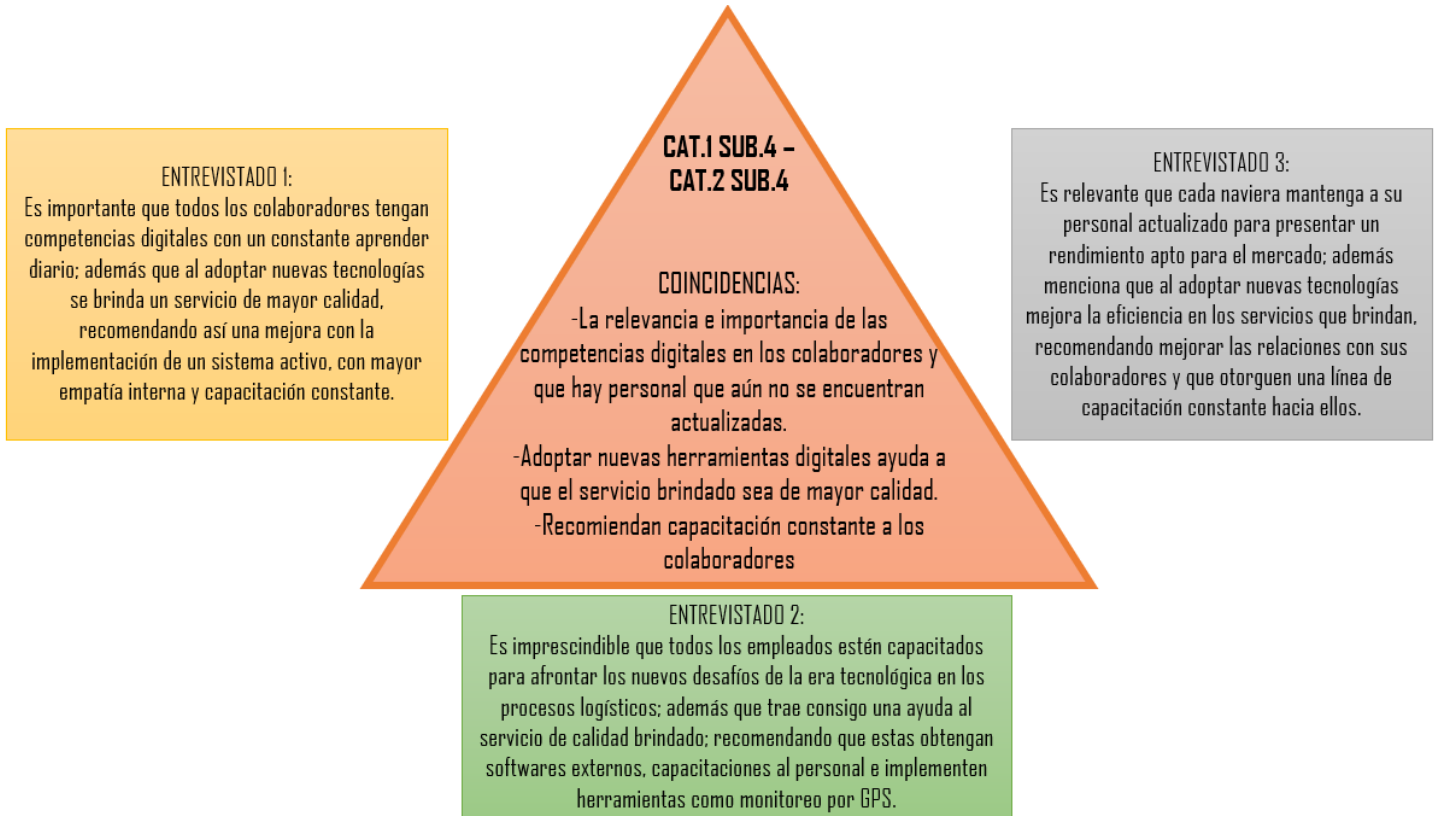 CAT.1 SUB.4 –
CAT.2 SUB.4
COINCIDENCIAS:
-La relevancia e importancia de las
competencias digitales en los colaboradores y
que hay personal que aún no se encuentran
actualizadas.
-Adoptar nuevas herramientas digitales ayuda a
que el servicio brindado sea de mayor calidad.
-Recomiendan capacitación constante a los
colaboradores
ENTREVISTADO 1:
Es importante que todos los colaboradores tengan
competencias digitales con un constante aprender
diario; además que al adoptar nuevas tecnologías
se brinda un servicio de mayor calidad,
recomendando así una mejora con la
implementación de un sistema activo, con mayor
empatía interna y capacitación constante.
ENTREVISTADO 3:
Es relevante que cada naviera mantenga a su
personal actualizado para presentar un
rendimiento apto para el mercado; además
menciona que al adoptar nuevas tecnologías
mejora la eficiencia en los servicios que brindan,
recomendando mejorar las relaciones con sus
colaboradores y que otorguen una línea de
capacitación constante hacia ellos.
ENTREVISTADO 2:
Es imprescindible que todos los empleados estén capacitados
para afrontar los nuevos desafíos de la era tecnológica en los
procesos logísticos; además que trae consigo una ayuda al
servicio de calidad brindado; recomendando que estas obtengan
softwares externos, capacitaciones al personal e implementen
herramientas como monitoreo por GPS.